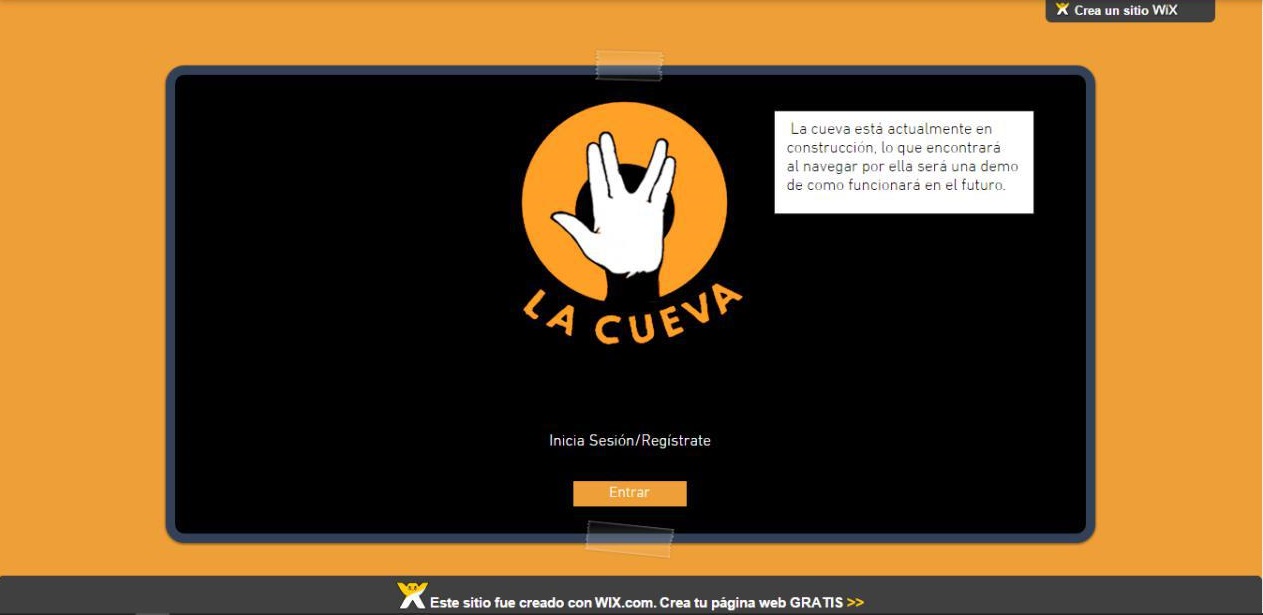 Crea un sitio WiX
La cueva está actualmente en
construcción, lo que encontrará
al navegar por ella será una demo
de como funcionará en el futuro.
LA CUEVA
Inicia Sesión/Regístrate
Entrar
Este sitio fue creado con WIX.com. Crea tu página web GRATIS >>